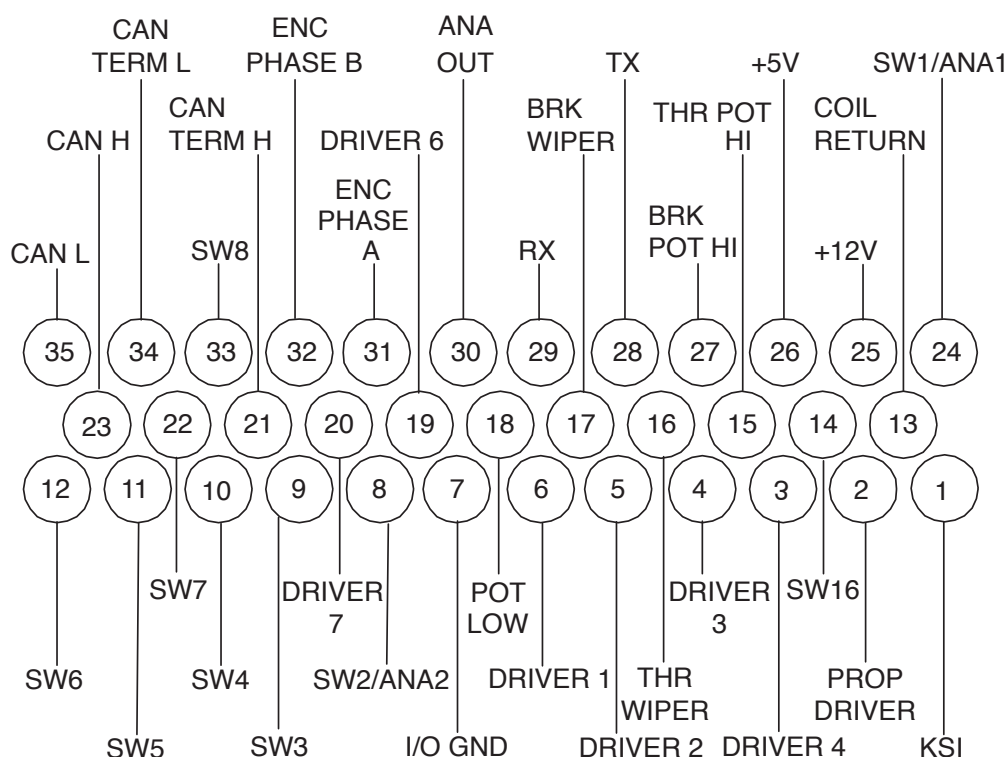 CAN
TERM L
ENC
PHASE B
ANA
OUT
TX
+5V
SW1/ANA1
CAN H
CAN
TERM H
DRIVER 6
BRK
WIPER
THR POT
HI
COIL
RETURN
CAN L
SW8
ENC
PHASE
A
RX
BRK
POT HI
+12V
35 34 33 32 31 30 29 28 27 26 25 24
23 22 21 20 19 18 17 16 15 14 13
12 11 10 9 8 7 6 5 4 3 2 1
SW7
DRIVER
7
POT
LOW
DRIVER
3
SW16
SW6
SW4
SW2/ANA2
DRIVER 1
THR
WIPER
PROP
DRIVER
SW5
SW3
I/O GND
DRIVER 2
DRIVER 4
KSI